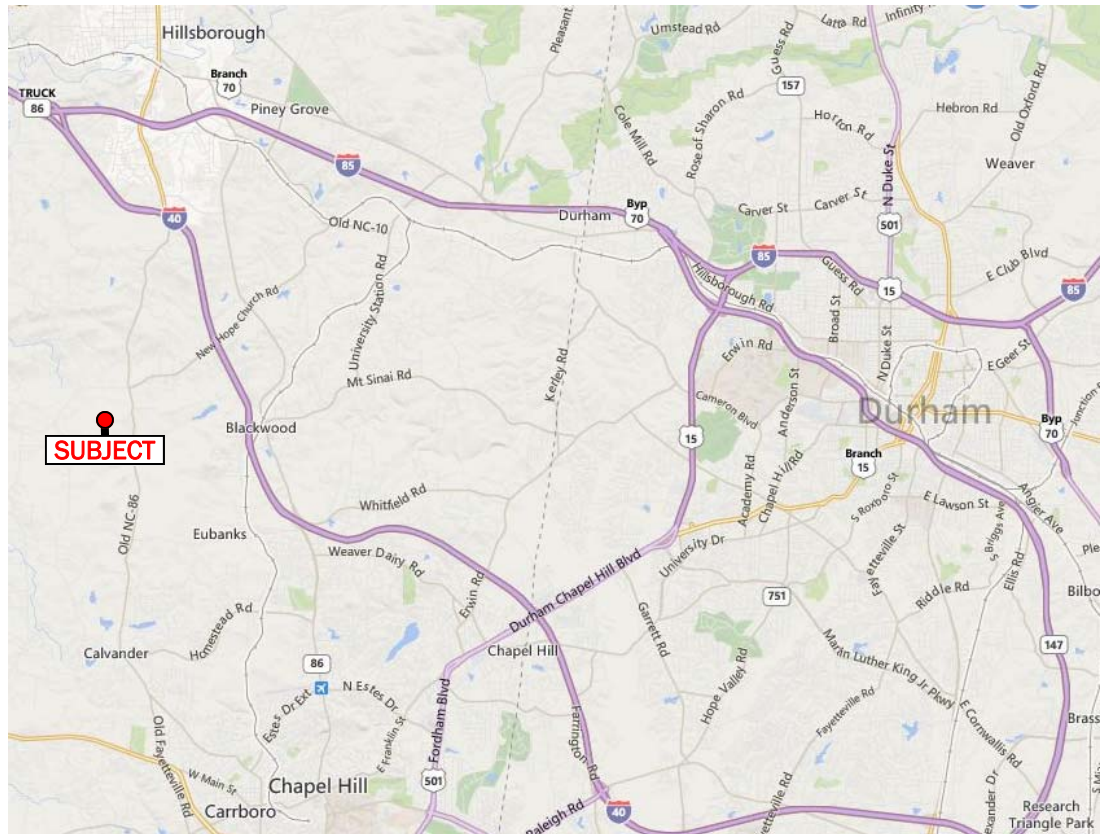 Hillsborough
Pleasant
Umstead Rd
Latta Rd
Infinity
Guess Rd
Branch
70
TRUCK
86
Piney Grove
157
Hebron Rd
Old Oxford Rd
Rose of Sharon Rd
Cole Mill Rd
Horton Rd
N Duke St
Weaver
85
40
Old NC-10
Durham
Byp
70
Carver St
Carver St
501
85
E Club Blvd
Guess Rd
15
85
Hillsborough Rd
Broad St
New Hope Church Rd
University Station Rd
Kerley Rd
Erwin Rd
N Duke St
E Geer St
Mt Sinai Rd
Cameron Blvd
Anderson St
Durham
Junction
SUBJECT
Blackwood
15
Byp
70
Branch
15
Academy Rd
Chapel Hill Rd
Old NC-86
Whitfield Rd
S Roxboro St
E Lawson St
Angier Ave
Eubanks
Weaver Dairy Rd
University Dr
Fayetteville St
S Briggs Ave
Ellis Rd
Durham Chapel Hill Blvd
Erwin Rd
Riddle Rd
Bilbo
751
Homestead Rd
Garrett Rd
Calvander
86
Chapel Hill
Hope Valley Rd
Martin Luther King Jr Pkwy
147
N Estes Dr
Estes Dr Ext
Fordham Blvd
E Franklin St
Farrington Rd
Fayetteville Rd
E Cornwallis Rd
Brass
Old Fayetteville Rd
W Main St
Chapel Hill
Carrboro
501
Raleigh Rd
40
Research
Triangle Park